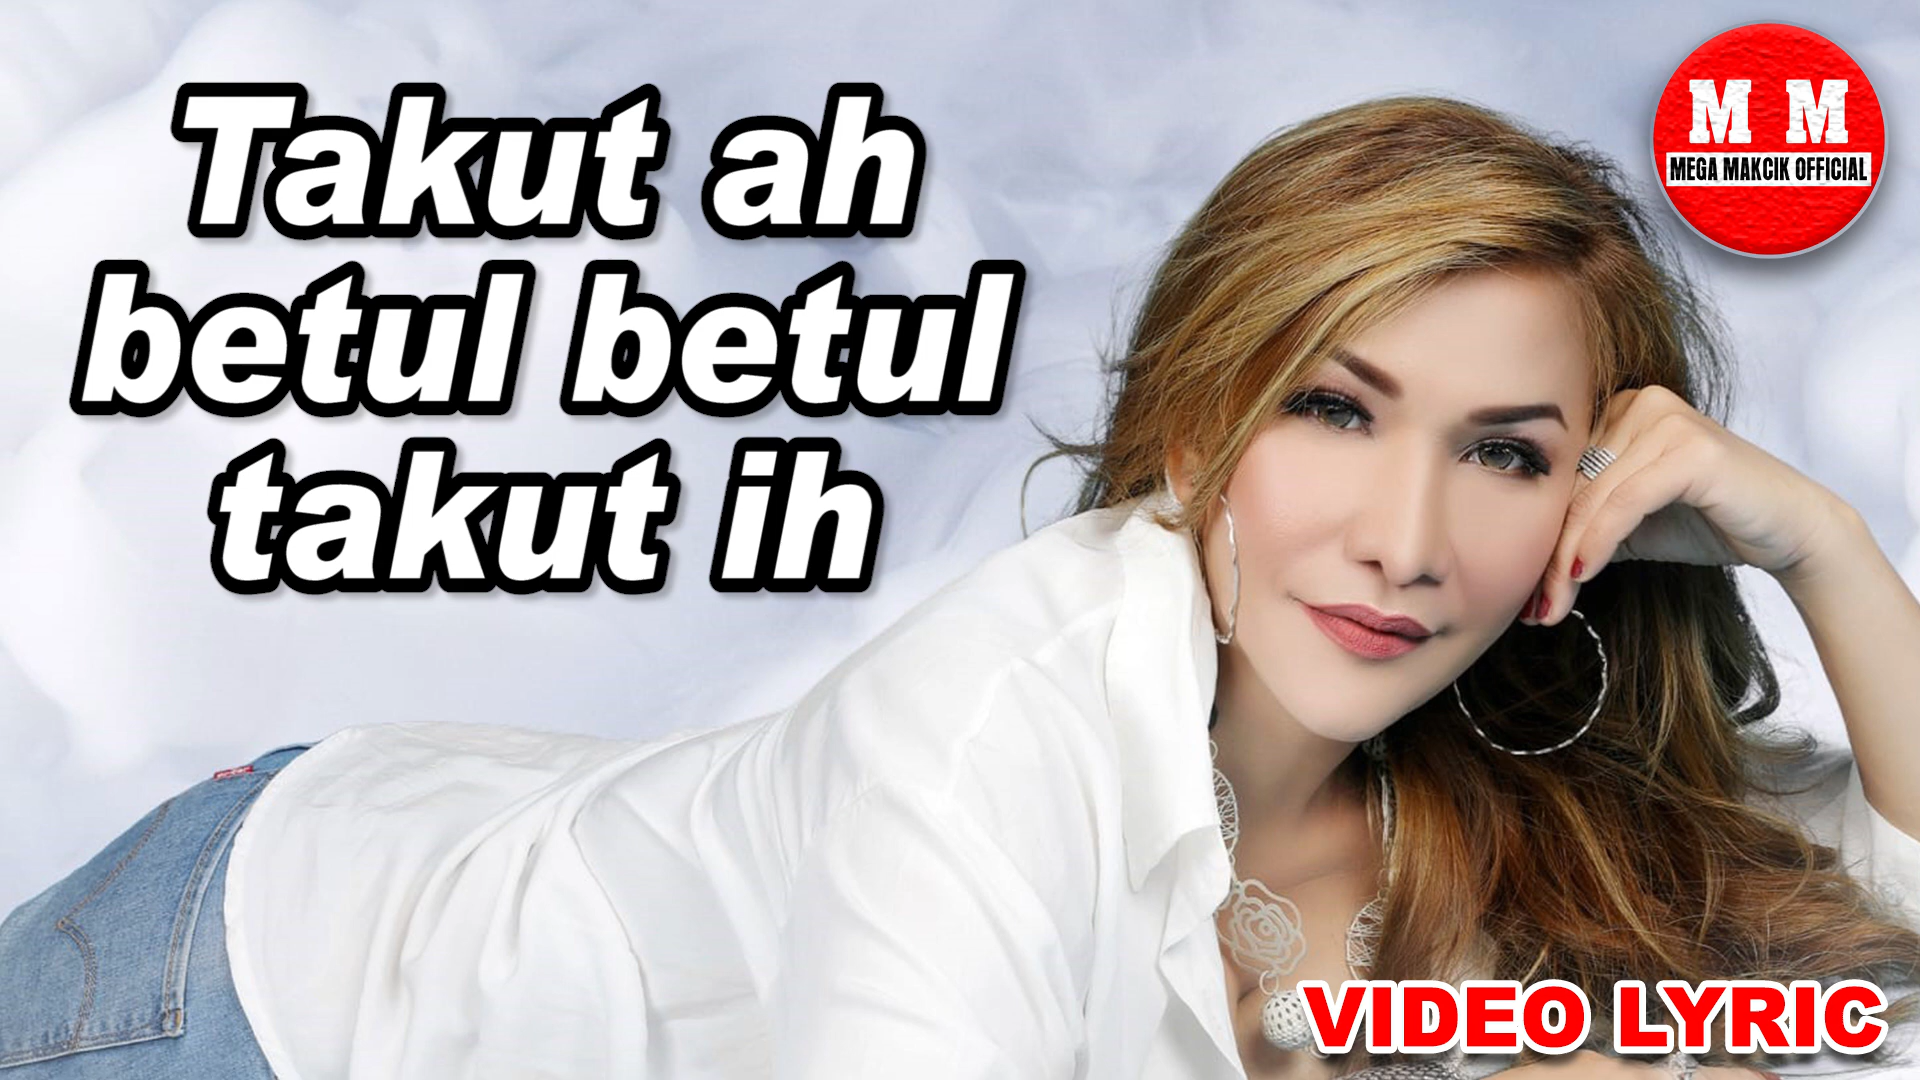 Takut ah
betul betul
takut ih
M M
MEGA MAKCIK OFFICIAL
VIDEO LYRIC